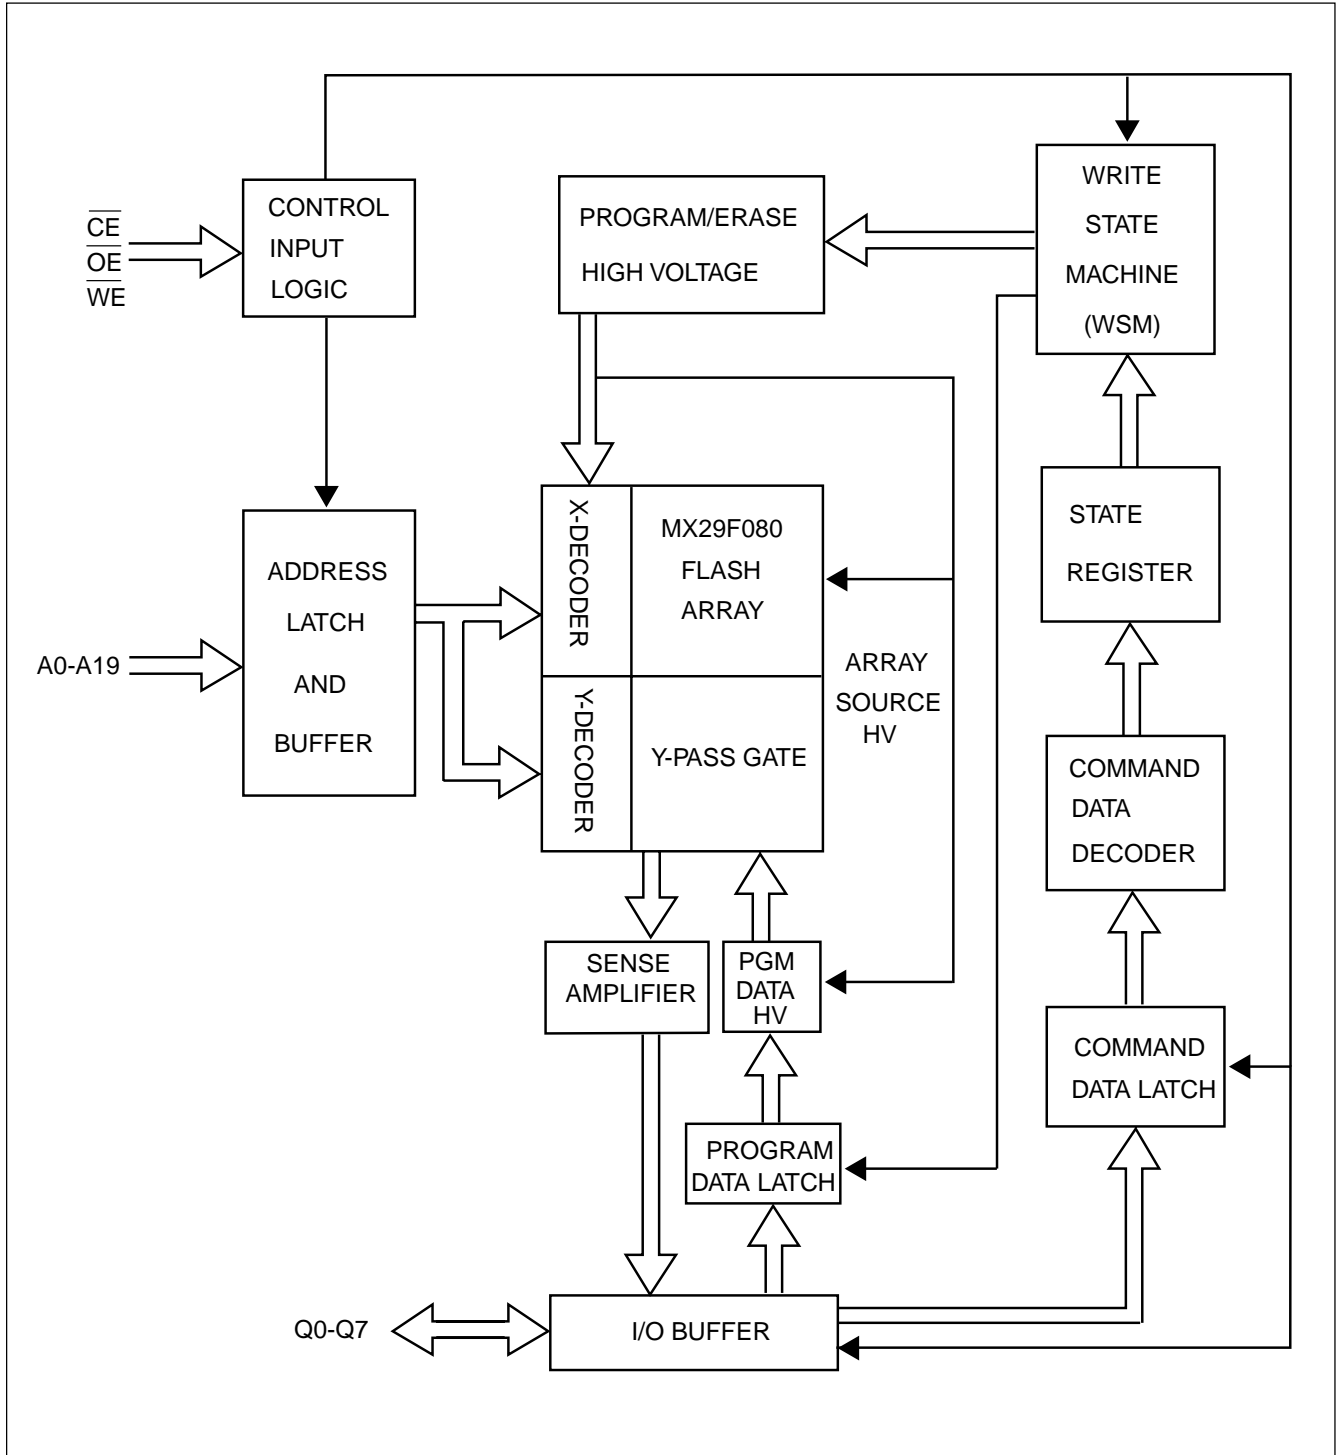 CONTROL
INPUT
LOGIC
CE
OE
WE
PROGRAM/ERASE
HIGH VOLTAGE
WRITE
STATE
MACHINE
(WSM)
STATE
REGISTER
X-DECODER
MX29F080
FLASH
ARRAY
ADDRESS
LATCH
AND
BUFFER
A0-A19
ARRAY
SOURCE
HV
Y-DECODER
Y-PASS GATE
COMMAND
DATA
DECODER
SENSE
AMPLIFIER
PGM
DATA
HV
COMMAND
DATA LATCH
PROGRAM
DATA LATCH
Q0-Q7
I/O BUFFER